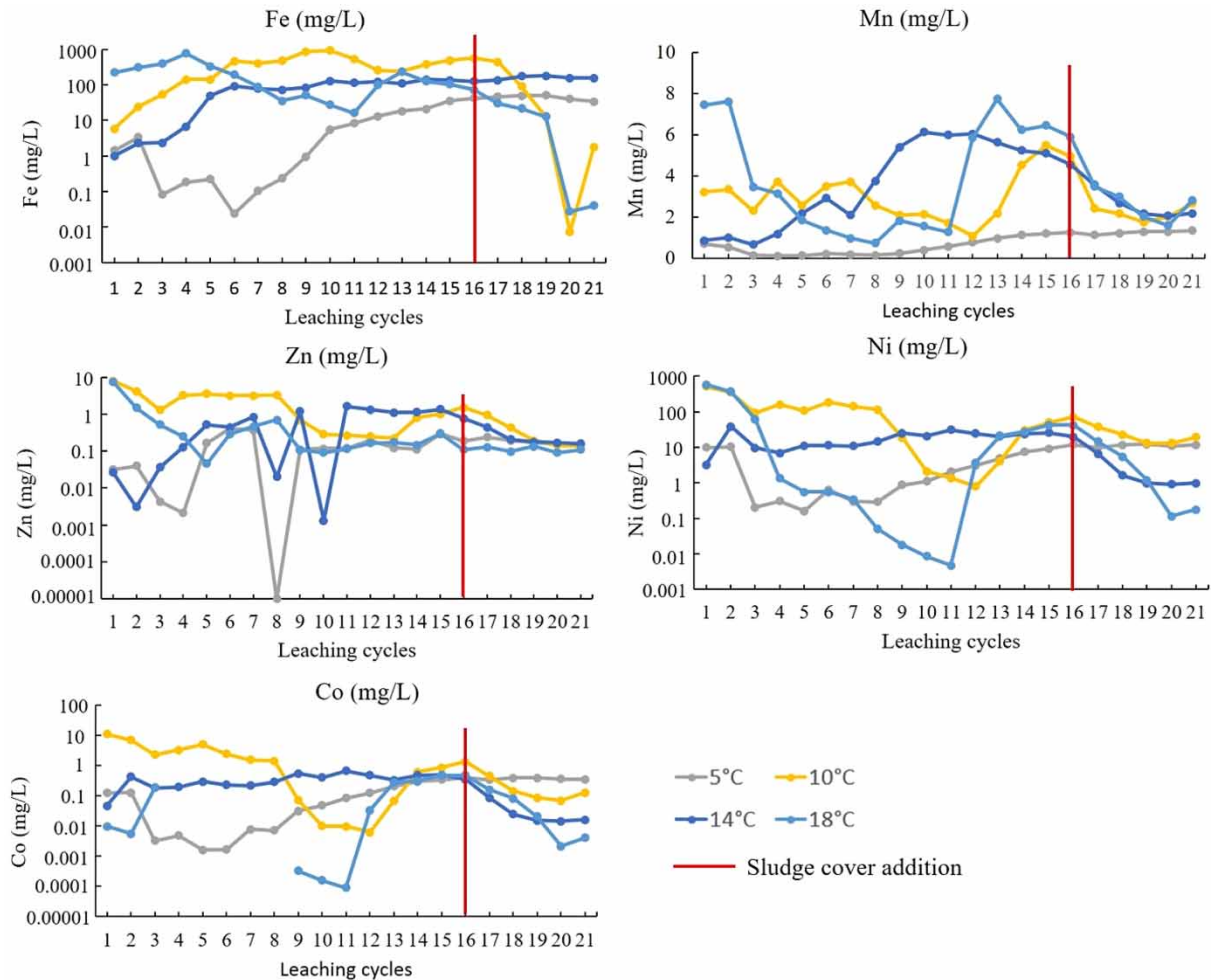 Fe (mg/L)
Fe (mg/L)
1000
100
10
1
0.1
0.01
0.001
1 2 3 4 5 6 7 8 9 10 11 12 13 14 15 16 17 18 19 20 21
Leaching cycles
Mn (mg/L)
Mn (mg/L)
10
8
6
4
2
0
1 2 3 4 5 6 7 8 9 10 11 12 13 14 15 16 17 18 19 20 21
Leaching cycles
Zn (mg/L)
Zn (mg/L)
10
1
0.1
0.01
0.001
0.0001
0.00001
1 2 3 4 5 6 7 8 9 10 11 12 13 14 15 16 17 18 19 20 21
Leaching cycles
Ni (mg/L)
Ni (mg/L)
1000
100
10
1
0.1
0.01
0.001
1 2 3 4 5 6 7 8 9 10 11 12 13 14 15 16 17 18 19 20 21
Leaching cycles
Co (mg/L)
Co (mg/L)
100
10
1
0.1
0.01
0.001
0.0001
0.00001
1 2 3 4 5 6 7 8 9 10 11 12 13 14 15 16 17 18 19 20 21
Leaching cycles
5°C 10°C
14°C 18°C
Sludge cover addition